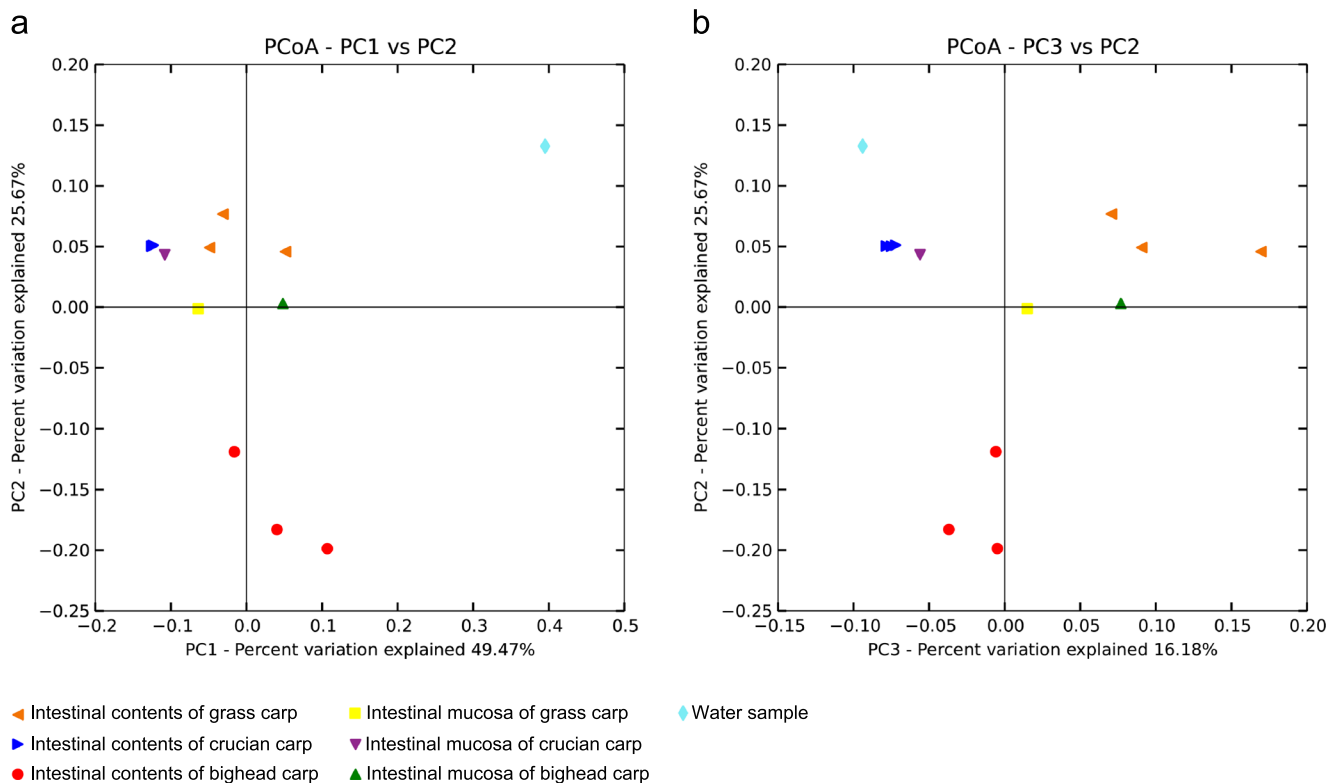 a
PCoA - PC1 vs PC2
0.20
0.15
0.10
0.05
0.00
−0.05
−0.10
−0.15
−0.20
−0.25
PC2 - Percent variation explained 25.67%
−0.2 −0.1 0.0 0.1 0.2 0.3 0.4 0.5
PC1 - Percent variation explained 49.47%
b
PCoA - PC3 vs PC2
0.20
0.15
0.10
0.05
0.00
−0.05
−0.10
−0.15
−0.20
−0.25
PC2 - Percent variation explained 25.67%
−0.15 −0.10 −0.05 0.00 0.05 0.10 0.15 0.20
PC3 - Percent variation explained 16.18%
Intestinal contents of grass carp
Intestinal contents of crucian carp
Intestinal contents of bighead carp
Intestinal mucosa of grass carp
Intestinal mucosa of crucian carp
Intestinal mucosa of bighead carp
Water sample